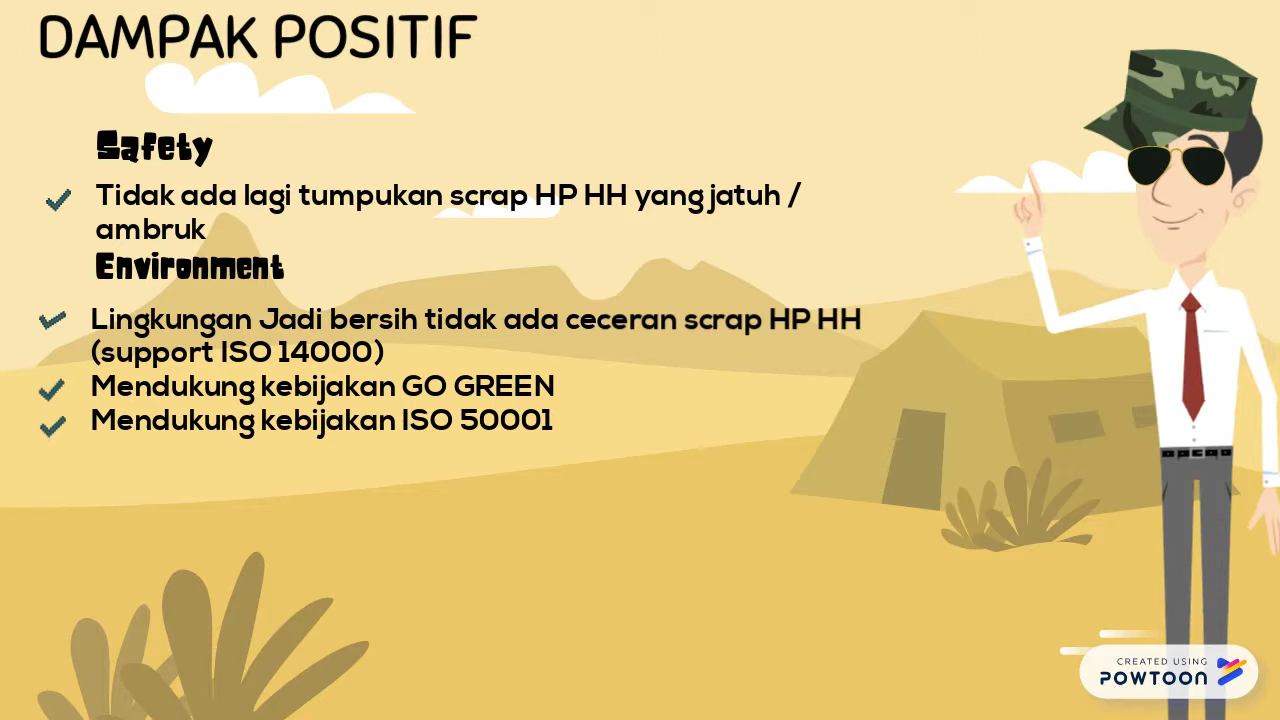 DAMPAK POSITIF
Safety
Tidak ada lagi tumpukan scrap HP HH yang jatuh /
ambruk
Environment
Lingkungan Jadi bersih tidak ada ceceran scrap HP HH
(support ISO 14000)
Mendukung kebijakan GO GREEN
Mendukung kebijakan ISO 50001
CREATED USING
POWTOON